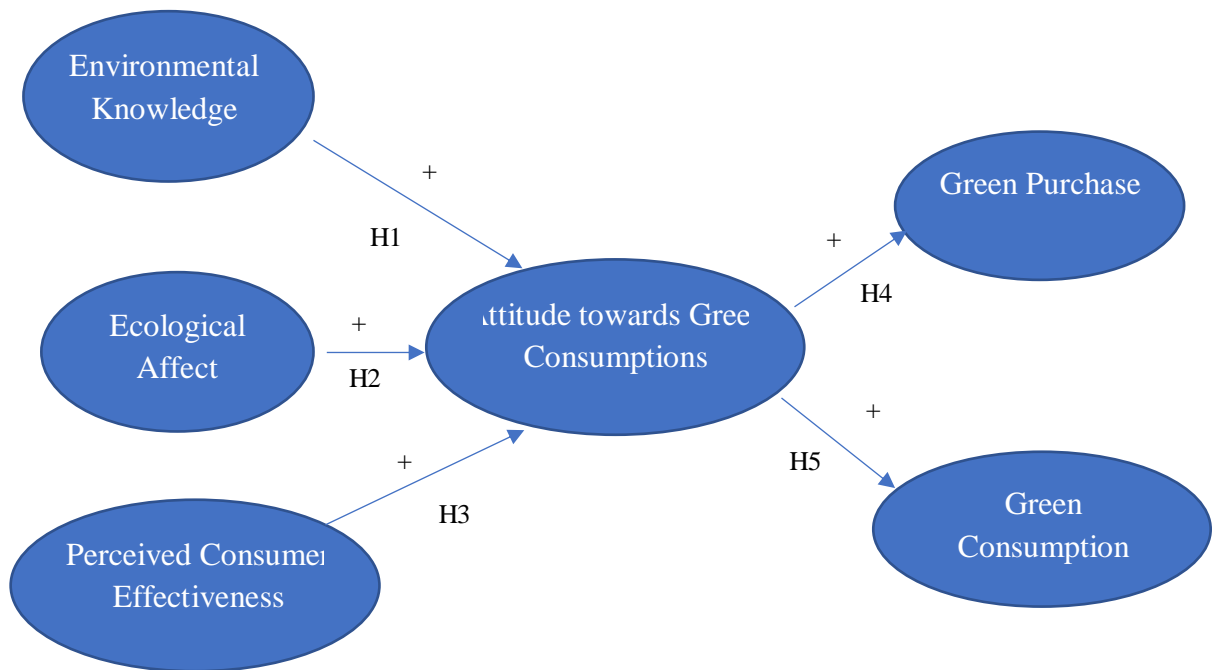 Environmental
Knowledge
+
H1
Ecological
Affect
+
H2
Perceived Consumer
Effectiveness
+
H3
ttitude towards Gree
Consumptions
+
H4
Green Purchase
+
H5
Green
Consumption